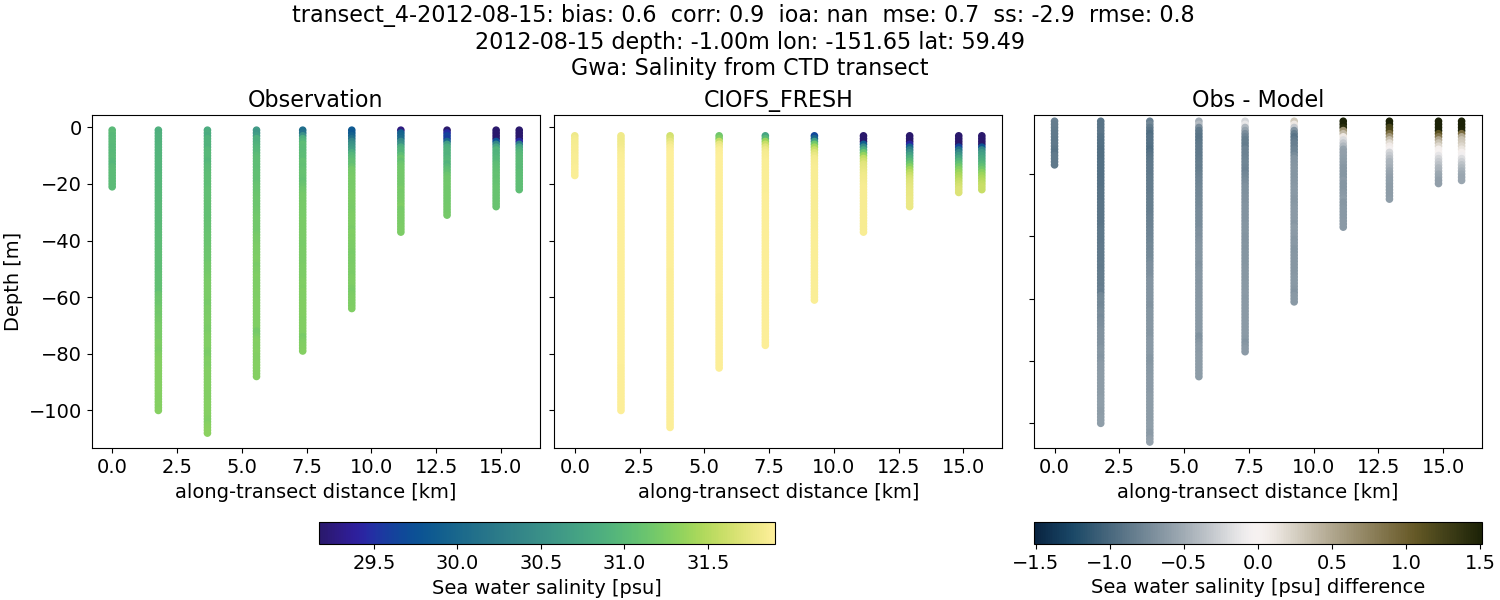 transect_4-2012-08-15: bias: 0.6  corr: 0.9  ioa: nan  mse: 0.7  ss: -2.9  rmse: 0.8
2012-08-15 depth: -1.00m lon: -151.65 lat: 59.49
Gwa: Salinity from CTD transect
Observation
CIOFS_FRESH
Obs - Model
Depth [m]
0
−20
−40
−60
−80
−100
0.0 2.5 5.0 7.5 10.0 12.5 15.0
0.0 2.5 5.0 7.5 10.0 12.5 15.0
0.0 2.5 5.0 7.5 10.0 12.5 15.0
along-transect distance [km]
along-transect distance [km]
along-transect distance [km]
29.5 30.0 30.5 31.0 31.5
Sea water salinity [psu]
−1.5 −1.0 −0.5 0.0 0.5 1.0 1.5
Sea water salinity [psu] difference